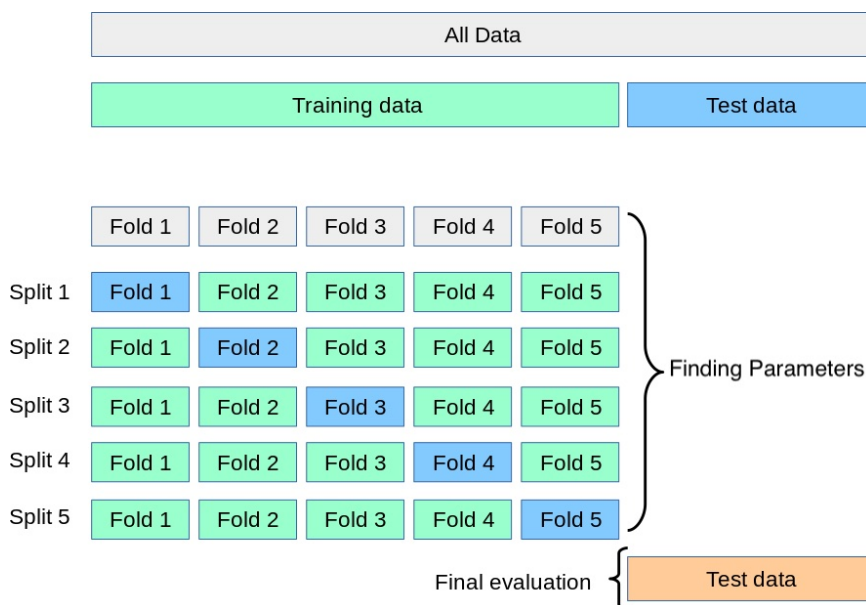 All Data
Training data Test data
Fold 1 Fold 2 Fold 3 Fold 4 Fold 5
Split 1 Fold 1 Fold 2 Fold 3 Fold 4 Fold 5
Split 2 Fold 1 Fold 2 Fold 3 Fold 4 Fold 5
Finding Parameters
Split 3 Fold 1 Fold 2 Fold 3 Fold 4 Fold 5
Split 4 Fold 1 Fold 2 Fold 3 Fold 4 Fold 5
Split 5 Fold 1 Fold 2 Fold 3 Fold 4 Fold 5
Final evaluation Test data